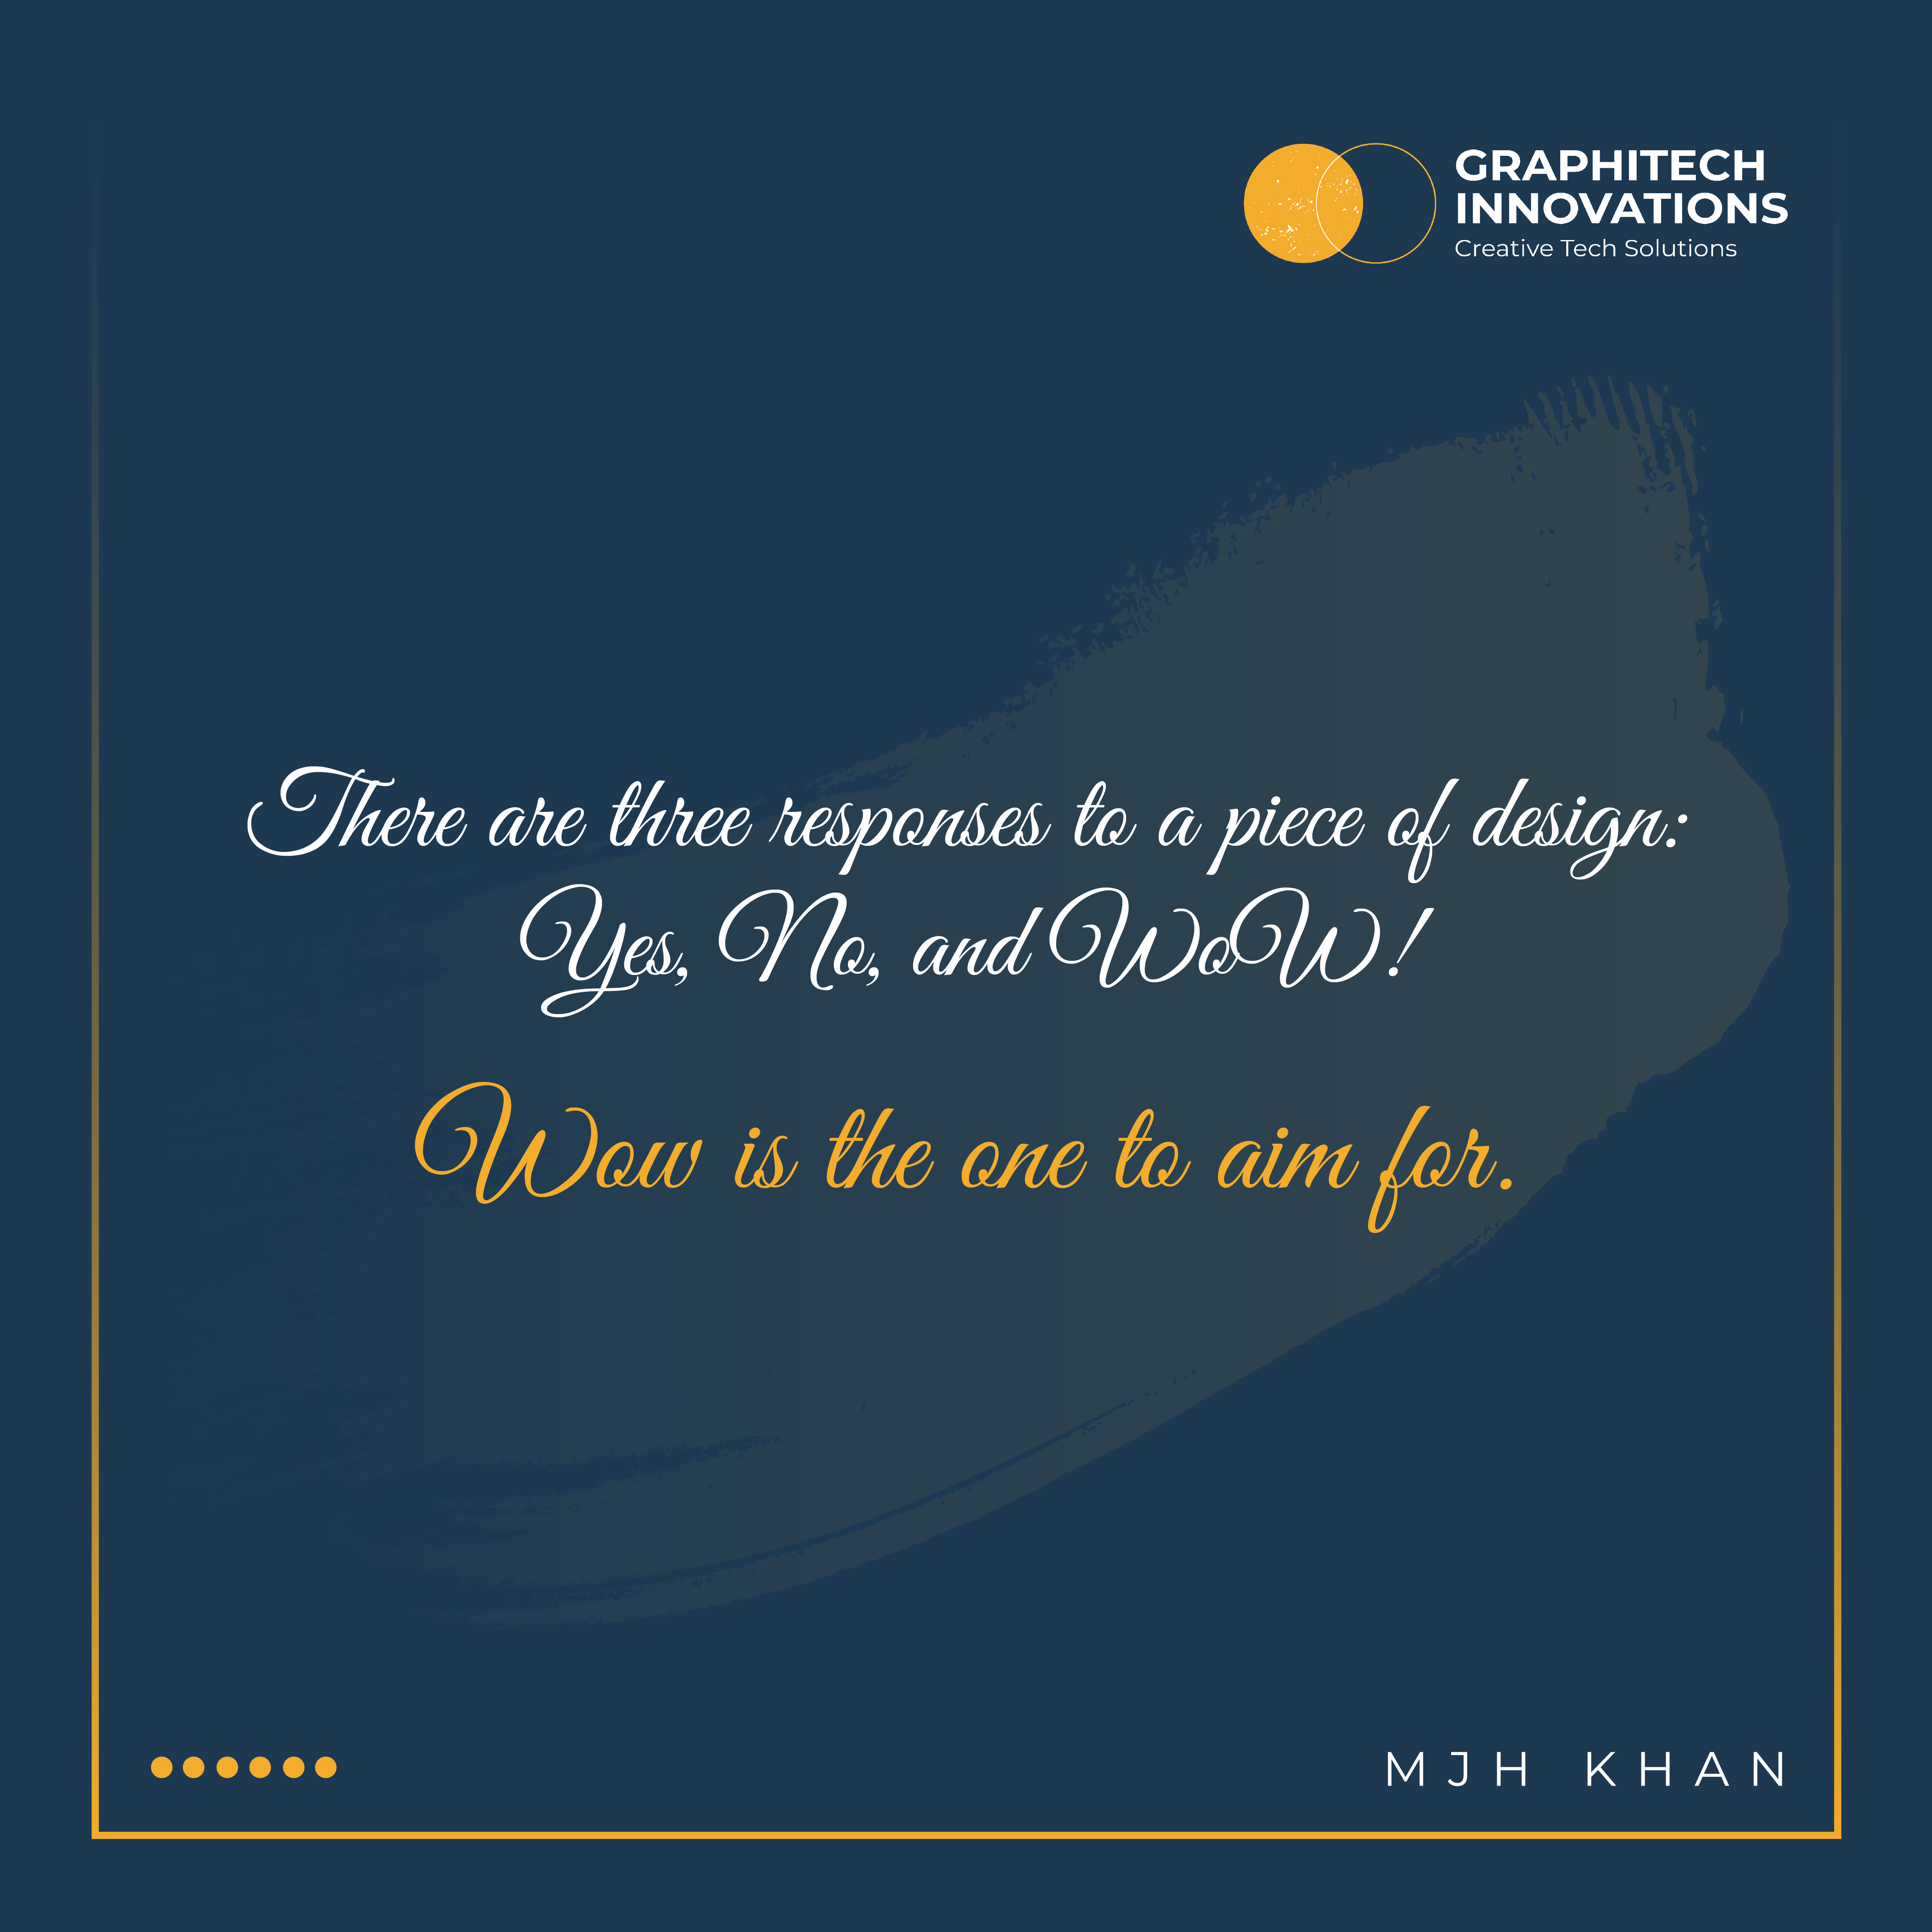 GRAPHITECH
INNOVATIONS
Creative Tech Solutions
There are three responses to a piece of design:
Yes, No, and WoW!
Wow is the one to aim for.
MJH KHAN